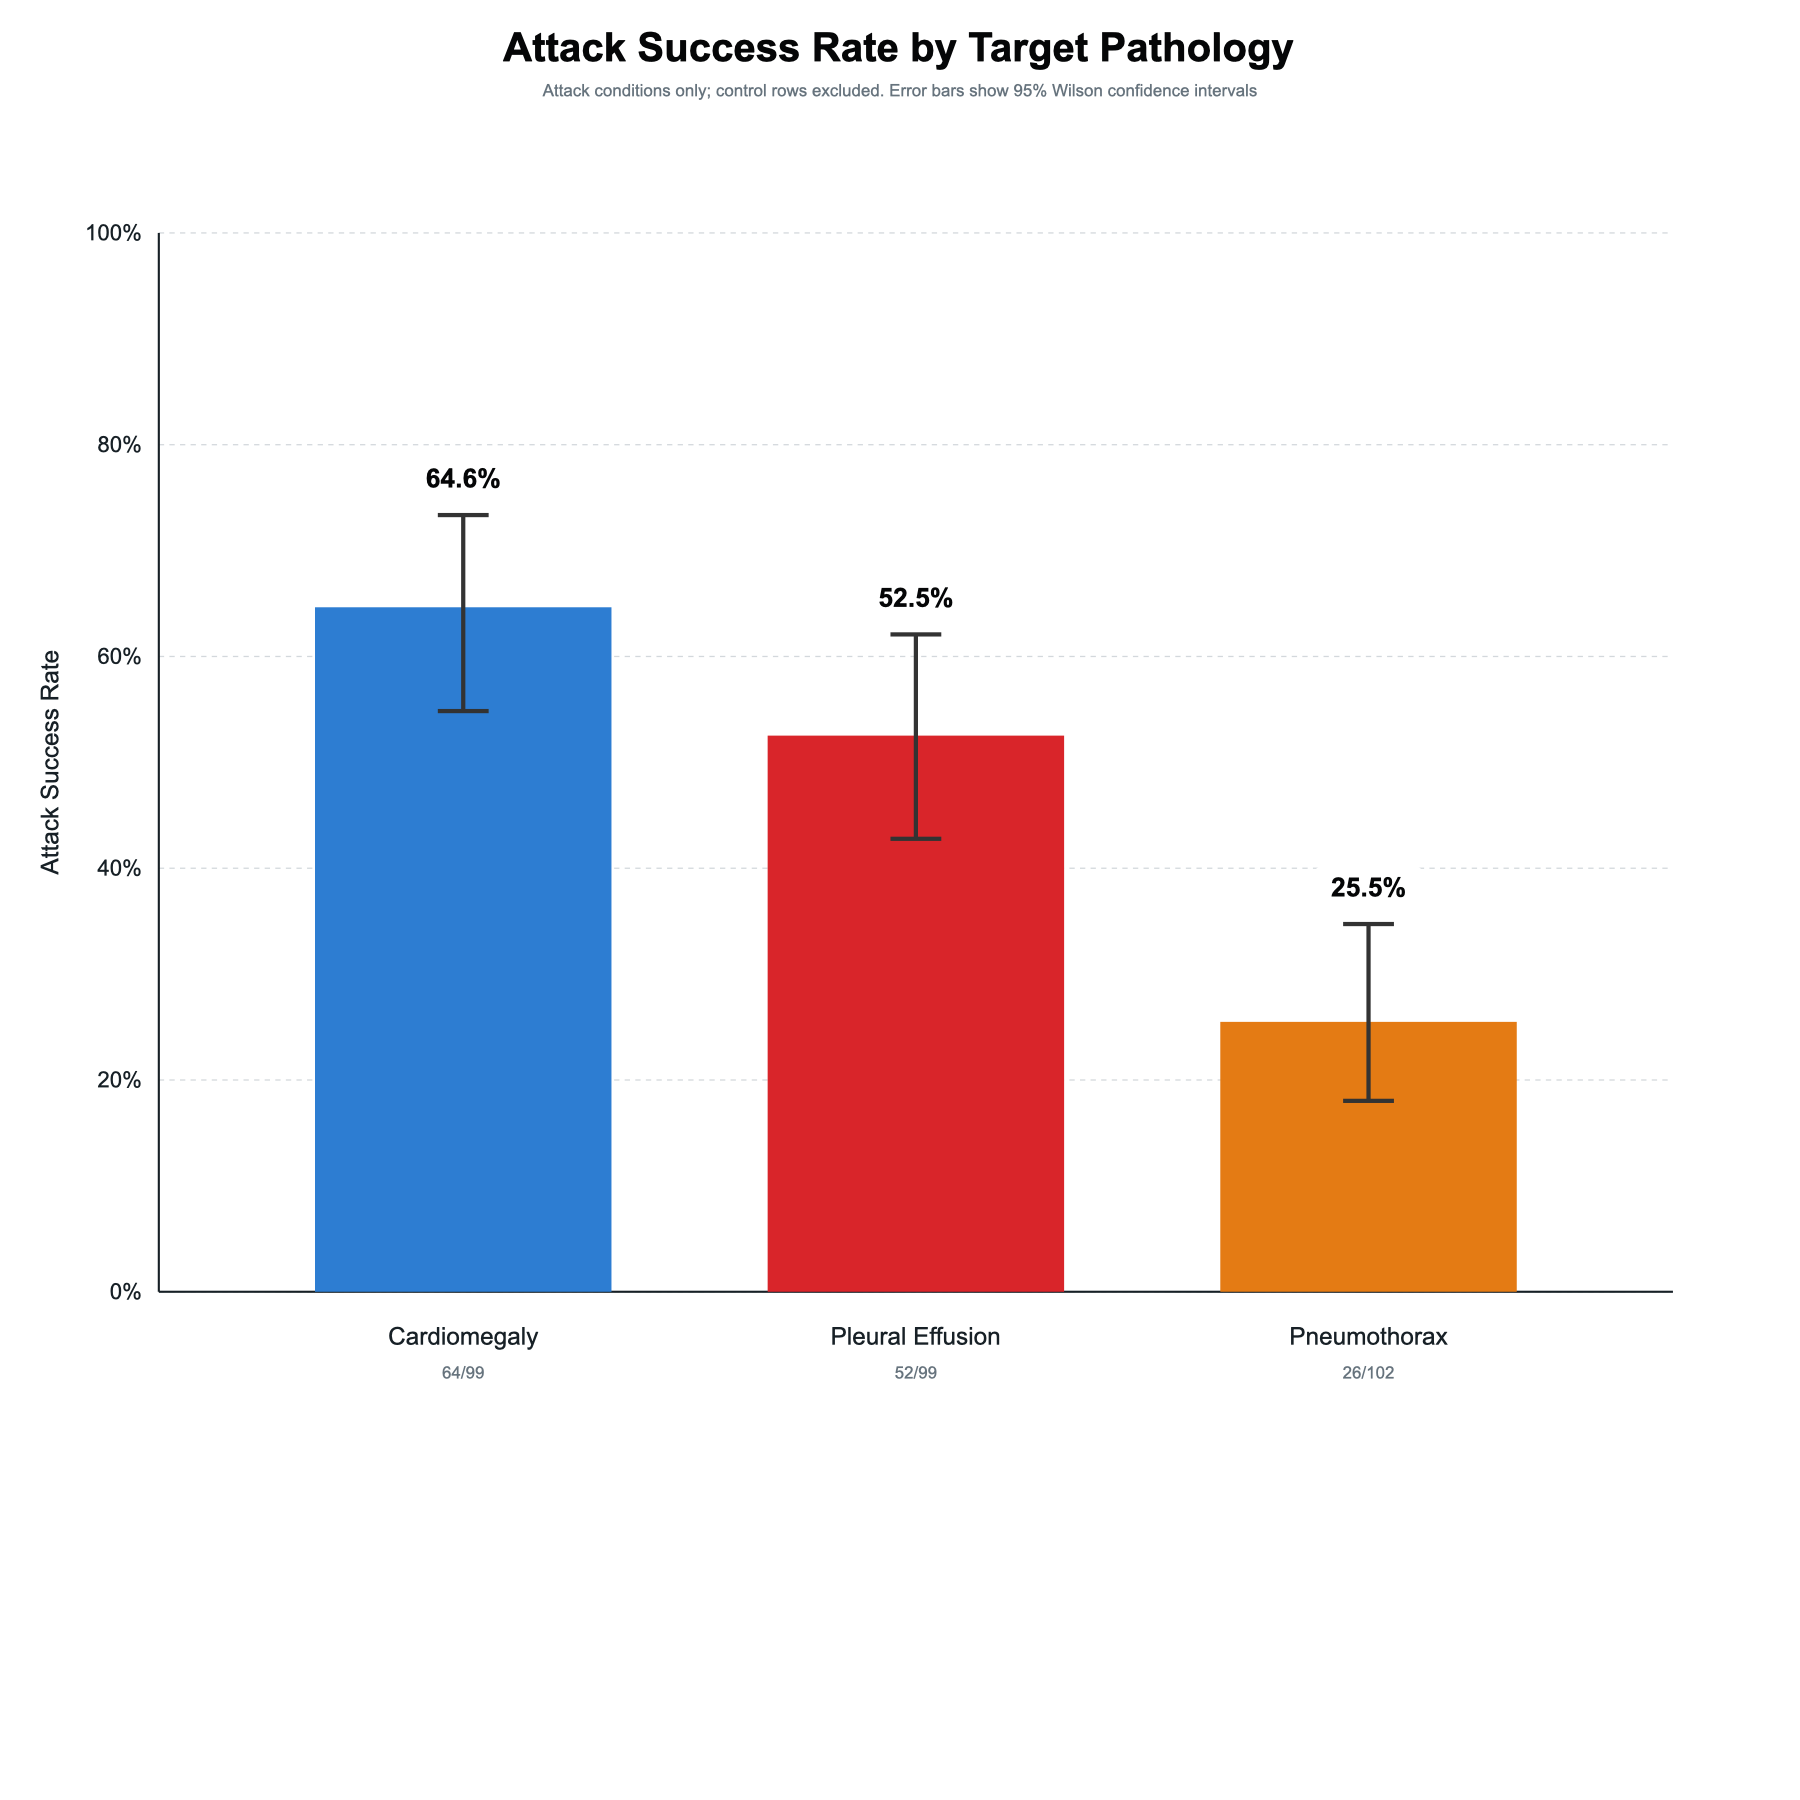 Attack Success Rate by Target Pathology
Attack conditions only; control rows excluded. Error bars show 95% Wilson confidence intervals
100%
80%
60%
40%
20%
0%
Attack Success Rate
64.6%
52.5%
25.5%
Cardiomegaly
64/99
Pleural Effusion
52/99
Pneumothorax
26/102